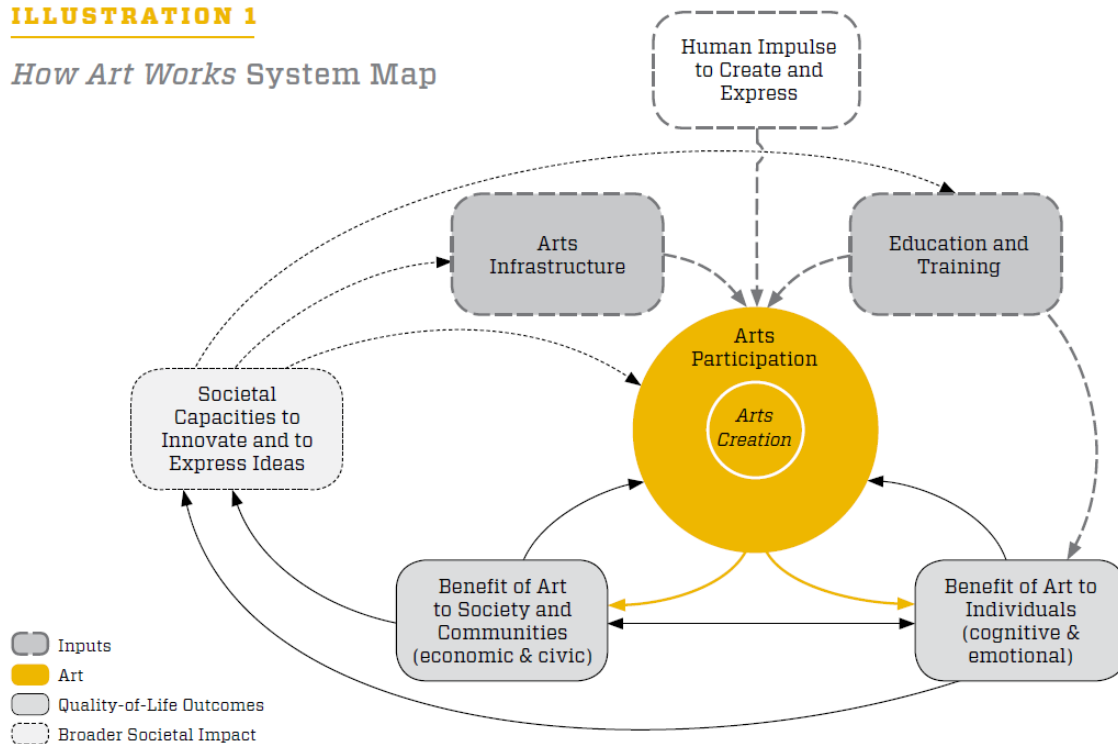 ILLUSTRATION 1
How Art Works System Map
Human Impulse
to Create and
Express
Arts
Infrastructure
Education and
Training
Arts
Participation
Arts
Creation
Societal
Capacities to
Innovate and to
Express Ideas
Benefit of Art
to Society and
Communities
(economic & civic)
Benefit of Art to
Individuals
(cognitive &
emotional)
Inputs
Art
Quality-of-Life Outcomes
Broader Societal Impact